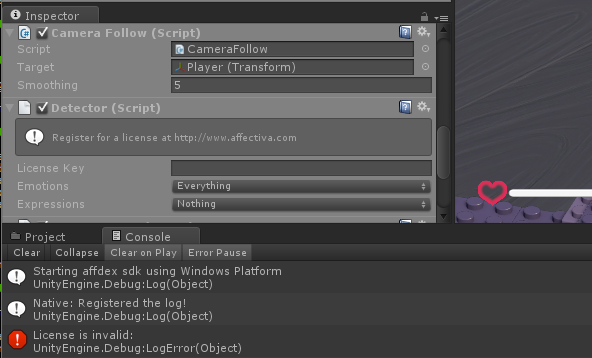 Inspector
Camera Follow (Script)
Script CameraFollow
Target Player (Transform)
Smoothing 5
Detector (Script)
Register for a license at http://www.affectiva.com
License Key
Emotions Everything
Expressions Nothing
Project Console
Clear Collapse Clear on Play Error Pause
Starting affdex sdk using Windows Platform
UnityEngine.Debug:Log(Object)
Native: Registered the log!
UnityEngine.Debug:Log(Object)
License is invalid:
UnityEngine.Debug:LogError(Object)